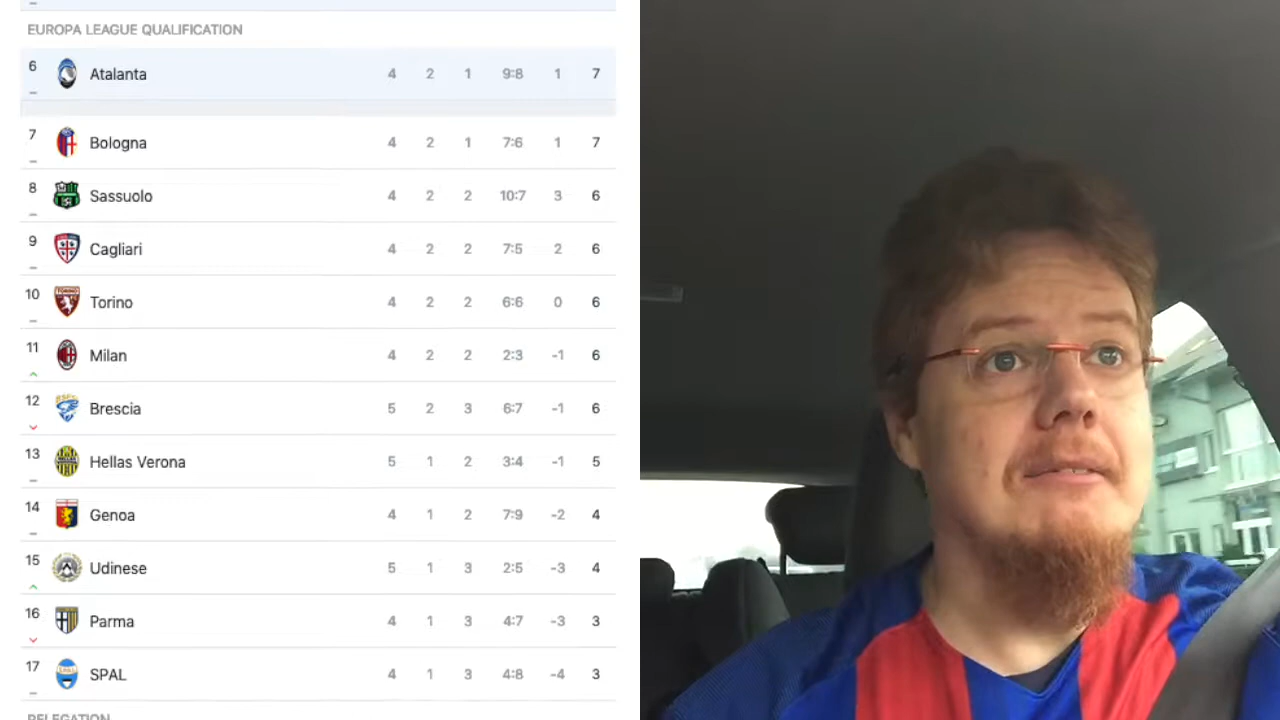 EUROPA LEAGUE QUALIFICATION
6 Atalanta 4 2 1 9:8 1 7
7 Bologna 4 2 1 7:6 1 7
8 Sassuolo 4 2 2 10:7 3 6
9 Cagliari 4 2 2 7:5 2 6
10 Torino 4 2 2 6:6 0 6
11 Milan 4 2 2 2:3 -1 6
12 Brescia 5 2 3 6:7 -1 6
13 Hellas Verona 5 1 2 3:4 -1 5
14 Genoa 4 1 2 7:9 -2 4
15 Udinese 5 1 3 2:5 -3 4
16 Parma 4 1 3 4:7 -3 3
17 SPAL 4 1 3 4:8 -4 3
RELEGATION